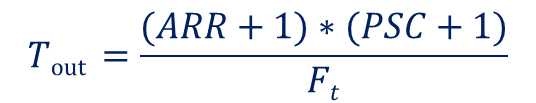 T_out = (ARR + 1) * (PSC + 1) / F_t